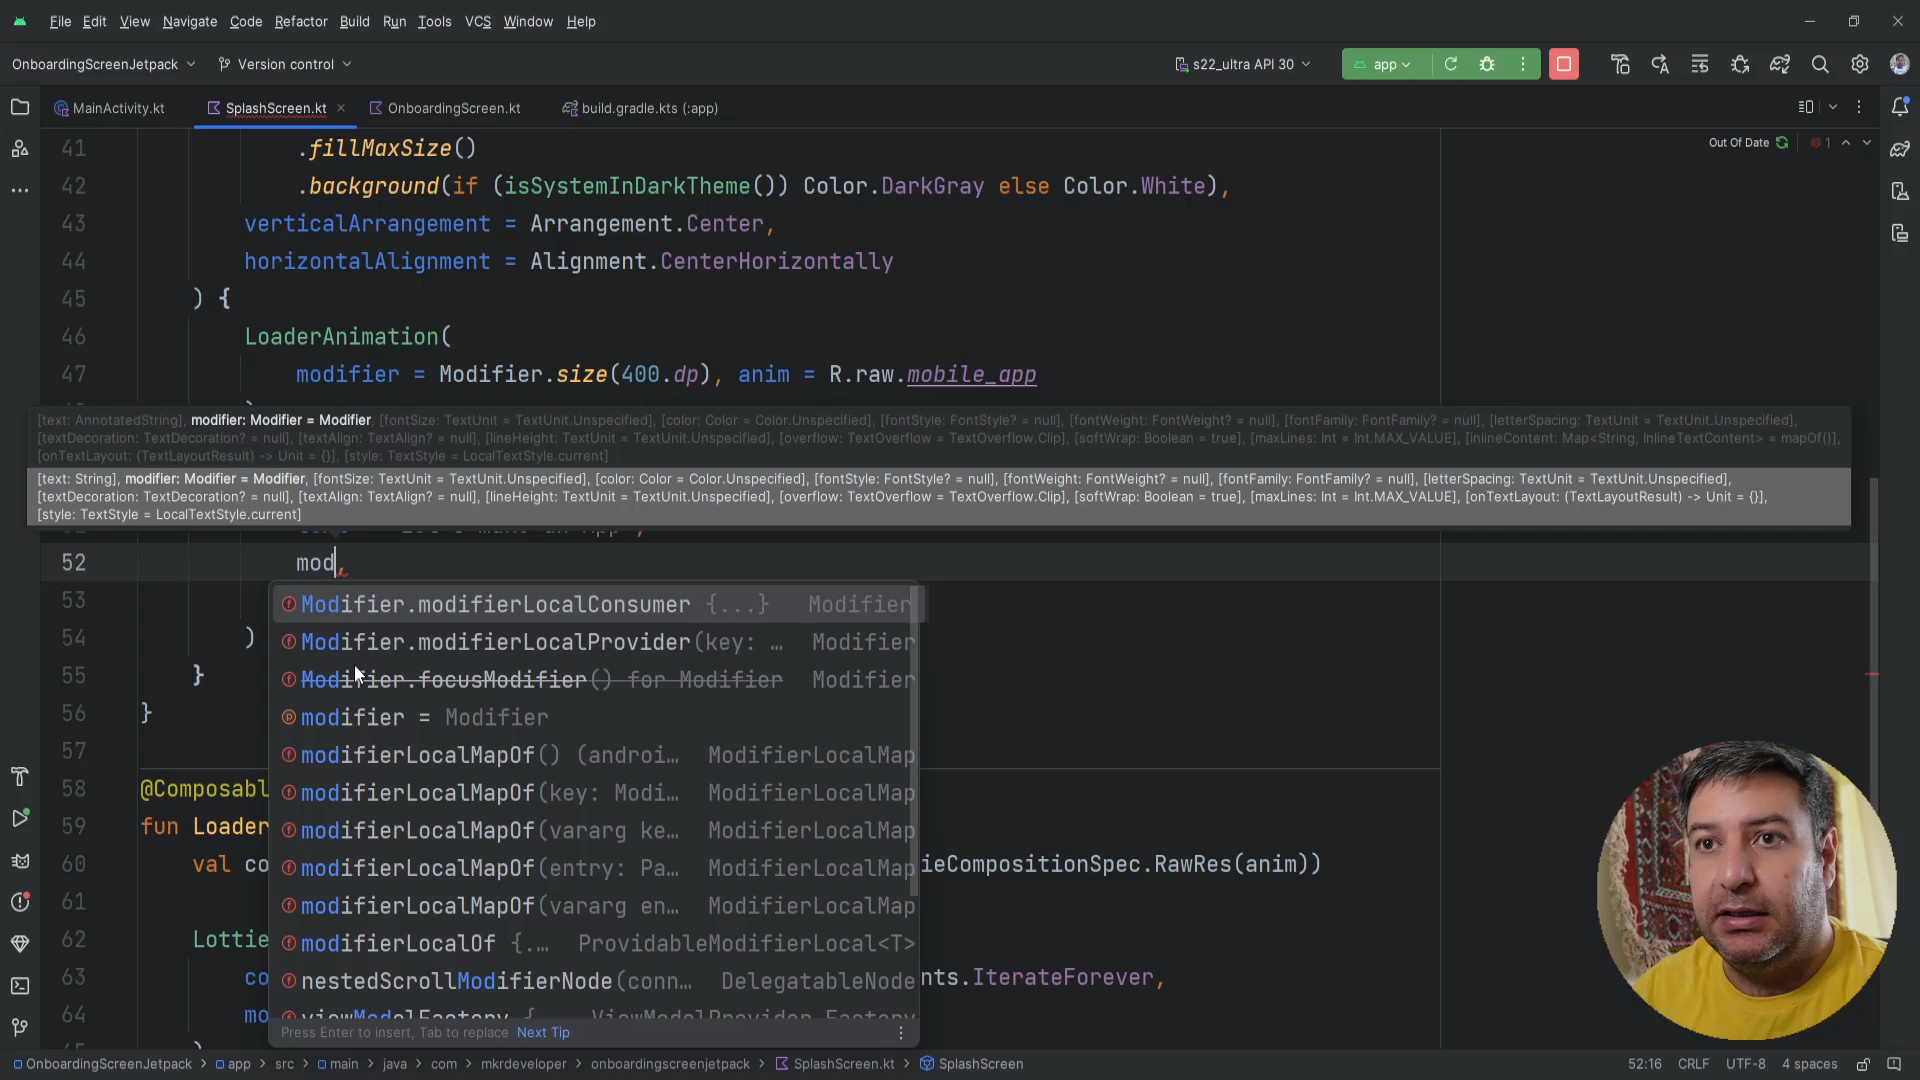 File Edit View Navigate Code Refactor Build Run Tools VCS Window Help
OnboardingScreenJetpack Version control s22_ultra API 30 app
MainActivity.kt SplashScreen.kt OnboardingScreen.kt build.gradle.kts (:app)
Out Of Date 1
41 .fillMaxSize()
42 .background(if (isSystemInDarkTheme()) Color.DarkGray else Color.White),
43 verticalArrangement = Arrangement.Center,
44 horizontalAlignment = Alignment.CenterHorizontally
45 ) {
46 LoaderAnimation(
47 modifier = Modifier.size(400.dp), anim = R.raw.mobile_app
[text: AnnotatedString], modifier: Modifier = Modifier, [fontSize: TextUnit = TextUnit.Unspecified], [color: Color = Color.Unspecified], [fontStyle: FontStyle? = null], [fontWeight: FontWeight? = null], [fontFamily: FontFamily? = null], [letterSpacing: TextUnit = TextUnit.Unspecified],
[textDecoration: TextDecoration? = null], [textAlign: TextAlign? = null], [lineHeight: TextUnit = TextUnit.Unspecified], [overflow: TextOverflow = TextOverflow.Clip], [softWrap: Boolean = true], [maxLines: Int = Int.MAX_VALUE], [inlineContent: Map<String, InlineTextContent> = mapOf()],
[onTextLayout: (TextLayoutResult) -> Unit = {}], [style: TextStyle = LocalTextStyle.current]
[text: String], modifier: Modifier = Modifier, [fontSize: TextUnit = TextUnit.Unspecified], [color: Color = Color.Unspecified], [fontStyle: FontStyle? = null], [fontWeight: FontWeight? = null], [fontFamily: FontFamily? = null], [letterSpacing: TextUnit = TextUnit.Unspecified],
[textDecoration: TextDecoration? = null], [textAlign: TextAlign? = null], [lineHeight: TextUnit = TextUnit.Unspecified], [overflow: TextOverflow = TextOverflow.Clip], [softWrap: Boolean = true], [maxLines: Int = Int.MAX_VALUE], [onTextLayout: (TextLayoutResult) -> Unit = {}],
[style: TextStyle = LocalTextStyle.current]
52 mod,
53
54 )
55 }
56 }
57
58 @Composabl
59 fun Loader
60 val co ieCompositionSpec.RawRes(anim))
61
62 Lottie
63 co nts.IterateForever,
64 mo
Modifier.modifierLocalConsumer {...} Modifier
Modifier.modifierLocalProvider(key: … Modifier
Modifier.focusModifier() for Modifier Modifier
modifier = Modifier
modifierLocalMapOf() (androi… ModifierLocalMap
modifierLocalMapOf(key: Modi… ModifierLocalMap
modifierLocalMapOf(vararg ke… ModifierLocalMap
modifierLocalMapOf(entry: Pa… ModifierLocalMap
modifierLocalMapOf(vararg en… ModifierLocalMap
modifierLocalOf {.… ProvidableModifierLocal<T>
nestedScrollModifierNode(conn… DelegatableNode
Press Enter to insert, Tab to replace Next Tip
OnboardingScreenJetpack > app > src > main > java > com > mkrdeveloper > onboardingscreenjetpack > SplashScreen.kt > SplashScreen 52:16 CRLF UTF-8 4 spaces